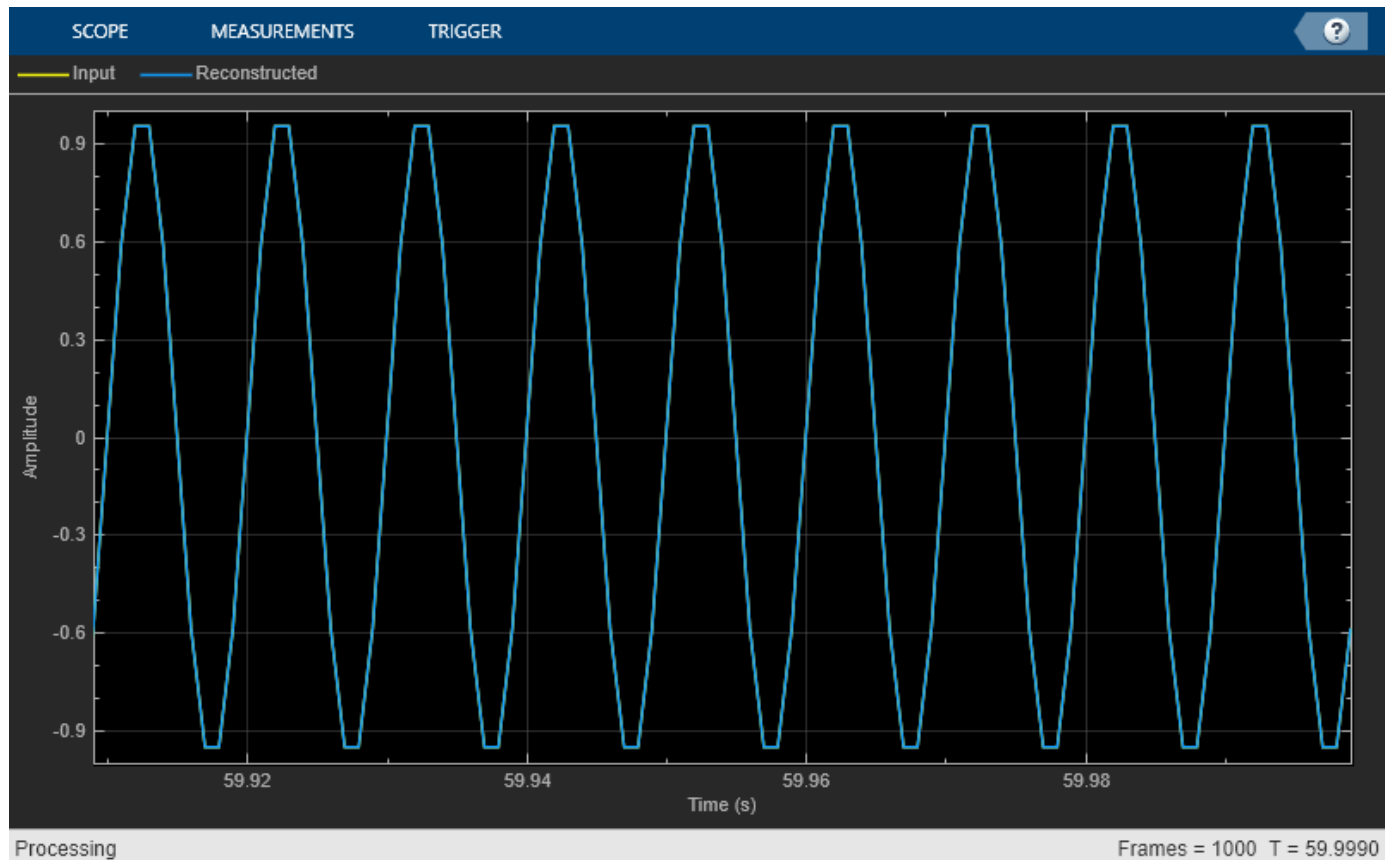 SCOPE MEASUREMENTS TRIGGER ?
Input Reconstructed
0.9
0.6
0.3
0
-0.3
-0.6
-0.9
Amplitude
59.92 59.94 59.96 59.98
Time (s)
Processing Frames = 1000 T = 59.9990